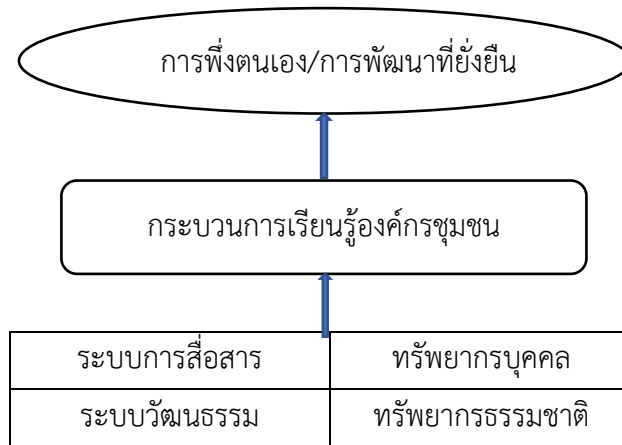 การพึ่งตนเอง/การพัฒนาที่ยั่งยืน
กระบวนการเรียนรู้องค์กรชุมชน
ระบบการสื่อสาร ทรัพยากรบุคคล
ระบบวัฒนธรรม ทรัพยากรธรรมชาติ